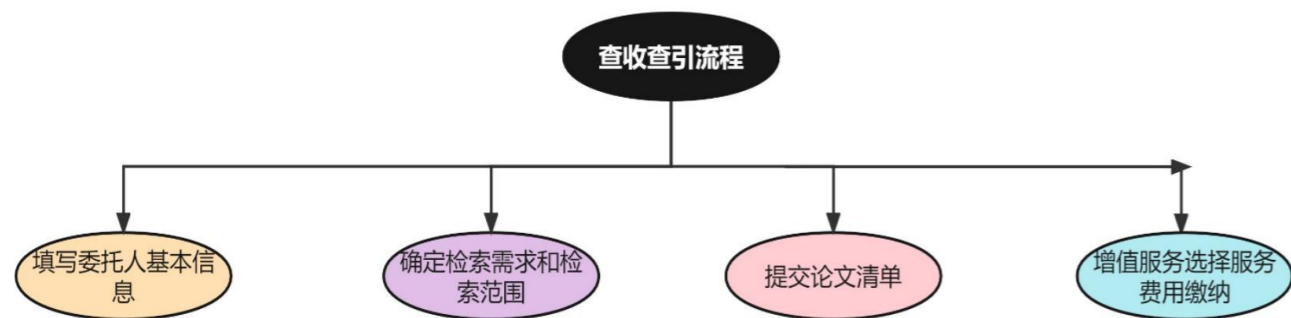 查收查引流程
填写委托人基本信
息
确定检索需求和检
索范围
提交论文清单
增值服务选择服务
费用缴纳